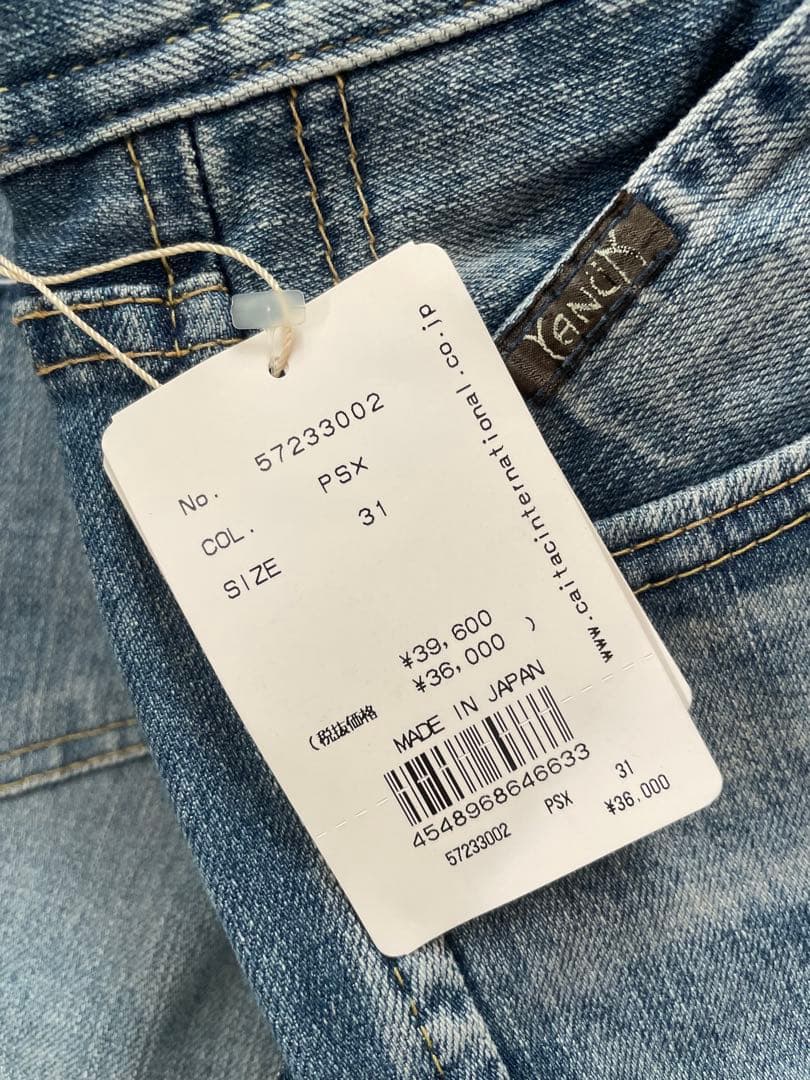 YANUK
No. 57233002
COL. PSX
SIZE 31
www.caitacinternational.co.jp
¥39,600
(税抜価格 ¥36,000 )
MADE IN JAPAN
4548968646633
57233002 PSX 31 ¥36,000